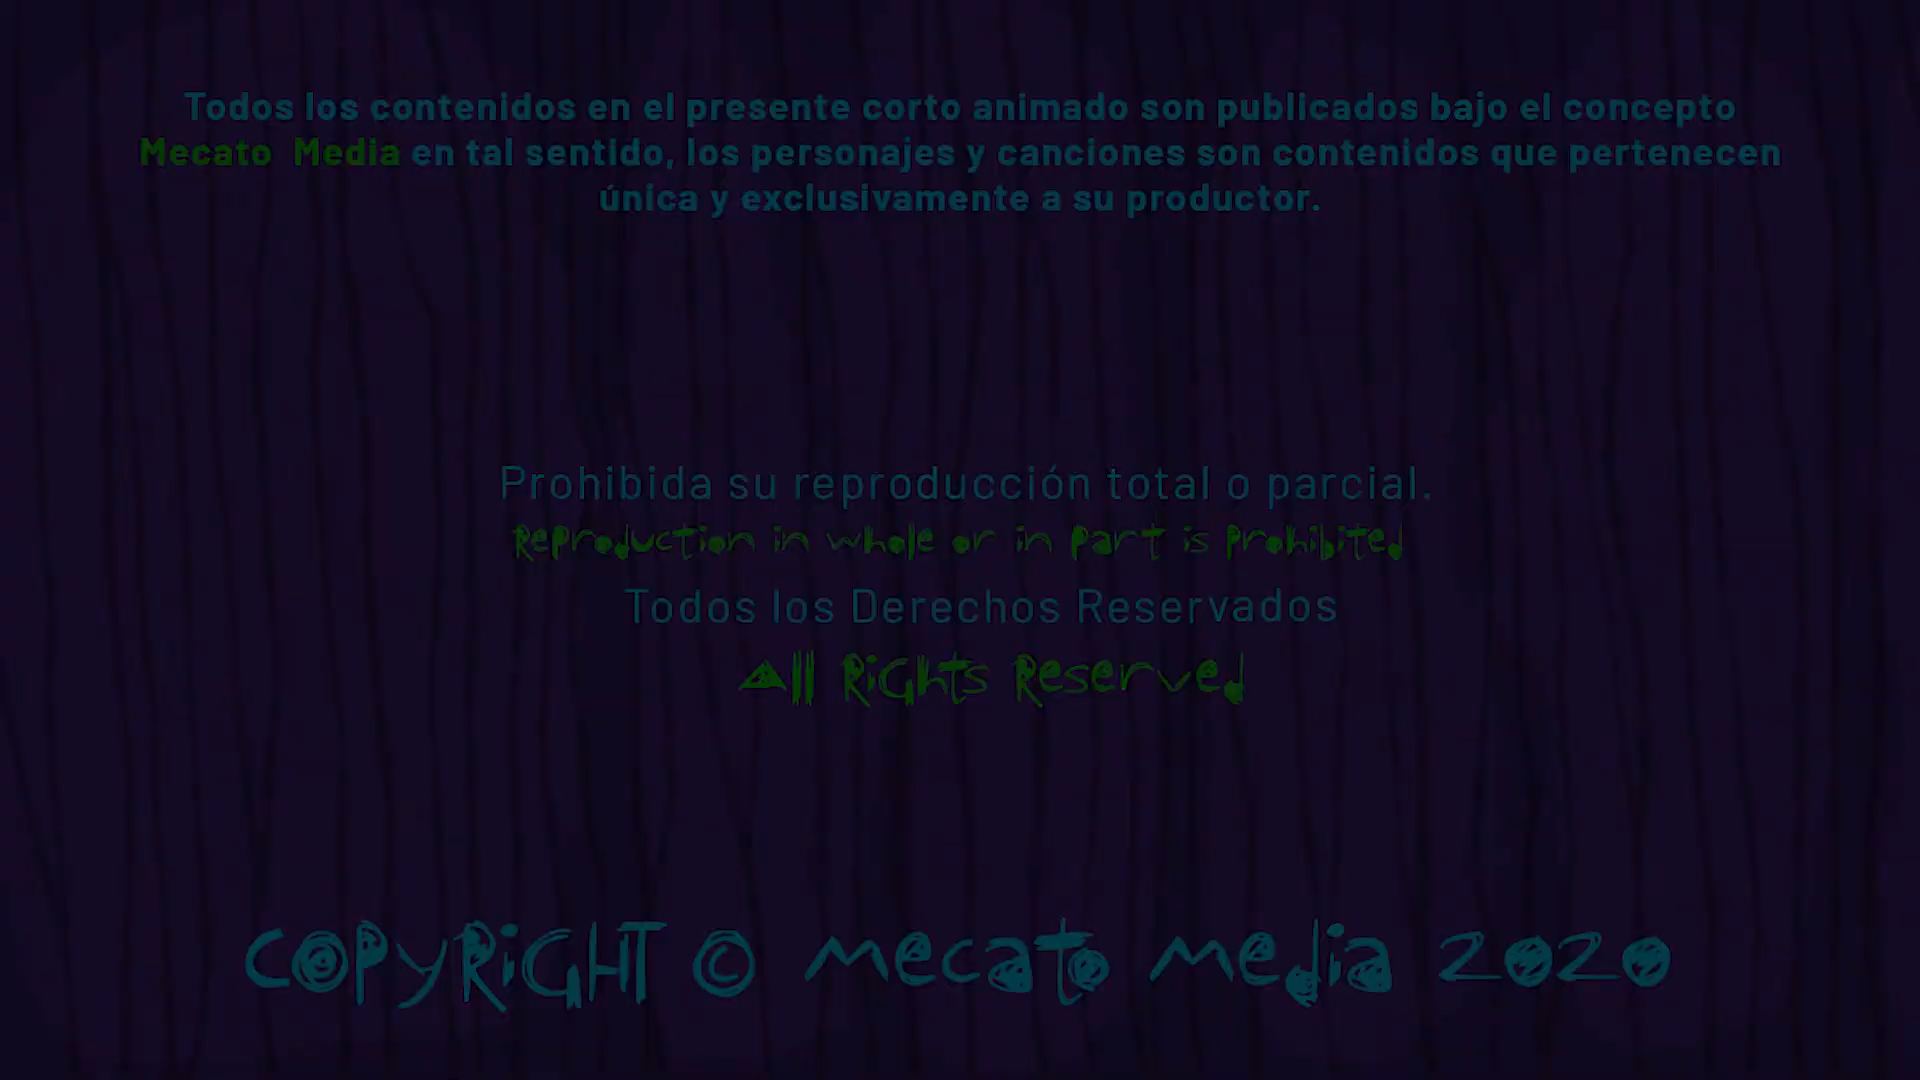 Todos los contenidos en el presente corto animado son publicados bajo el concepto
Mecato Media en tal sentido, los personajes y canciones son contenidos que pertenecen
única y exclusivamente a su productor.
Prohibida su reproducción total o parcial.
Reproduction in whole or in Part is Prohibited
Todos los Derechos Reservados
All Rights Reserved
COPYRIGHT © mecato media 2020